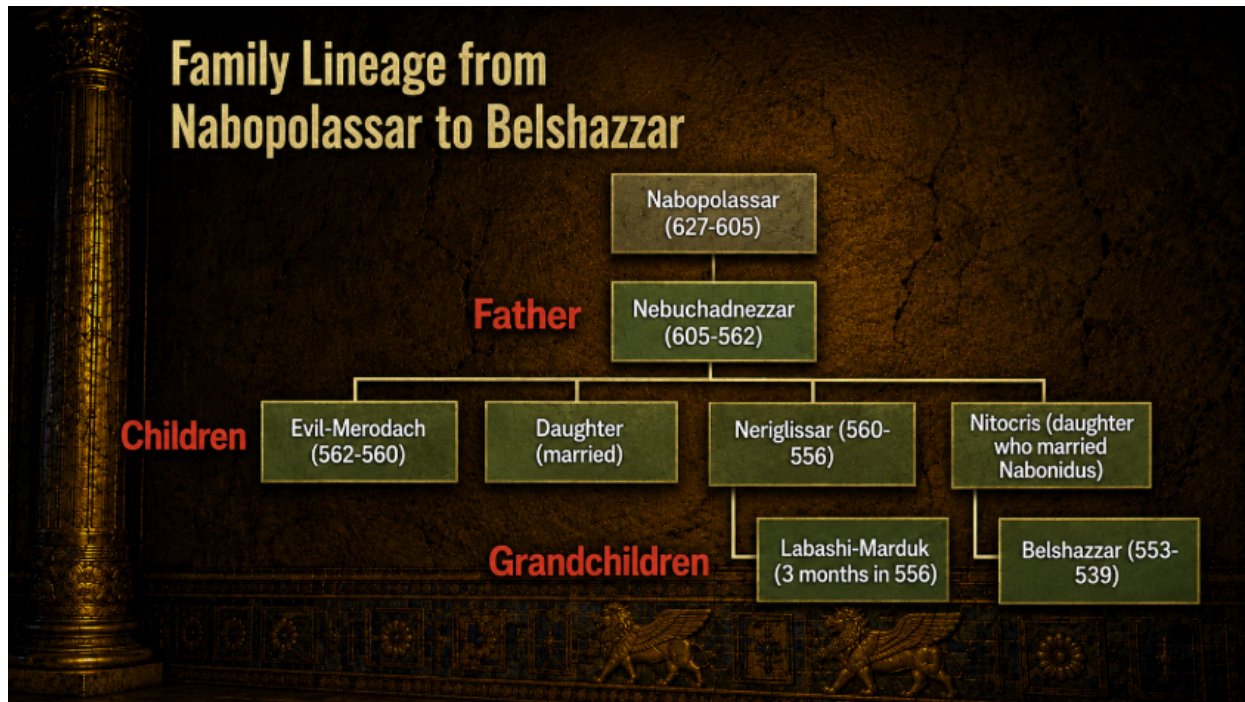 Family Lineage from
Nabopolassar to Belshazzar
Nabopolassar
(627-605)
Father
Nebuchadnezzar
(605-562)
Children
Evil-Merodach
(562-560)
Daughter
(married)
Neriglissar (560-
556)
Nitocris (daughter
who married
Nabonidus)
Grandchildren
Labashi-Marduk
(3 months in 556)
Belshazzar (553-
539)